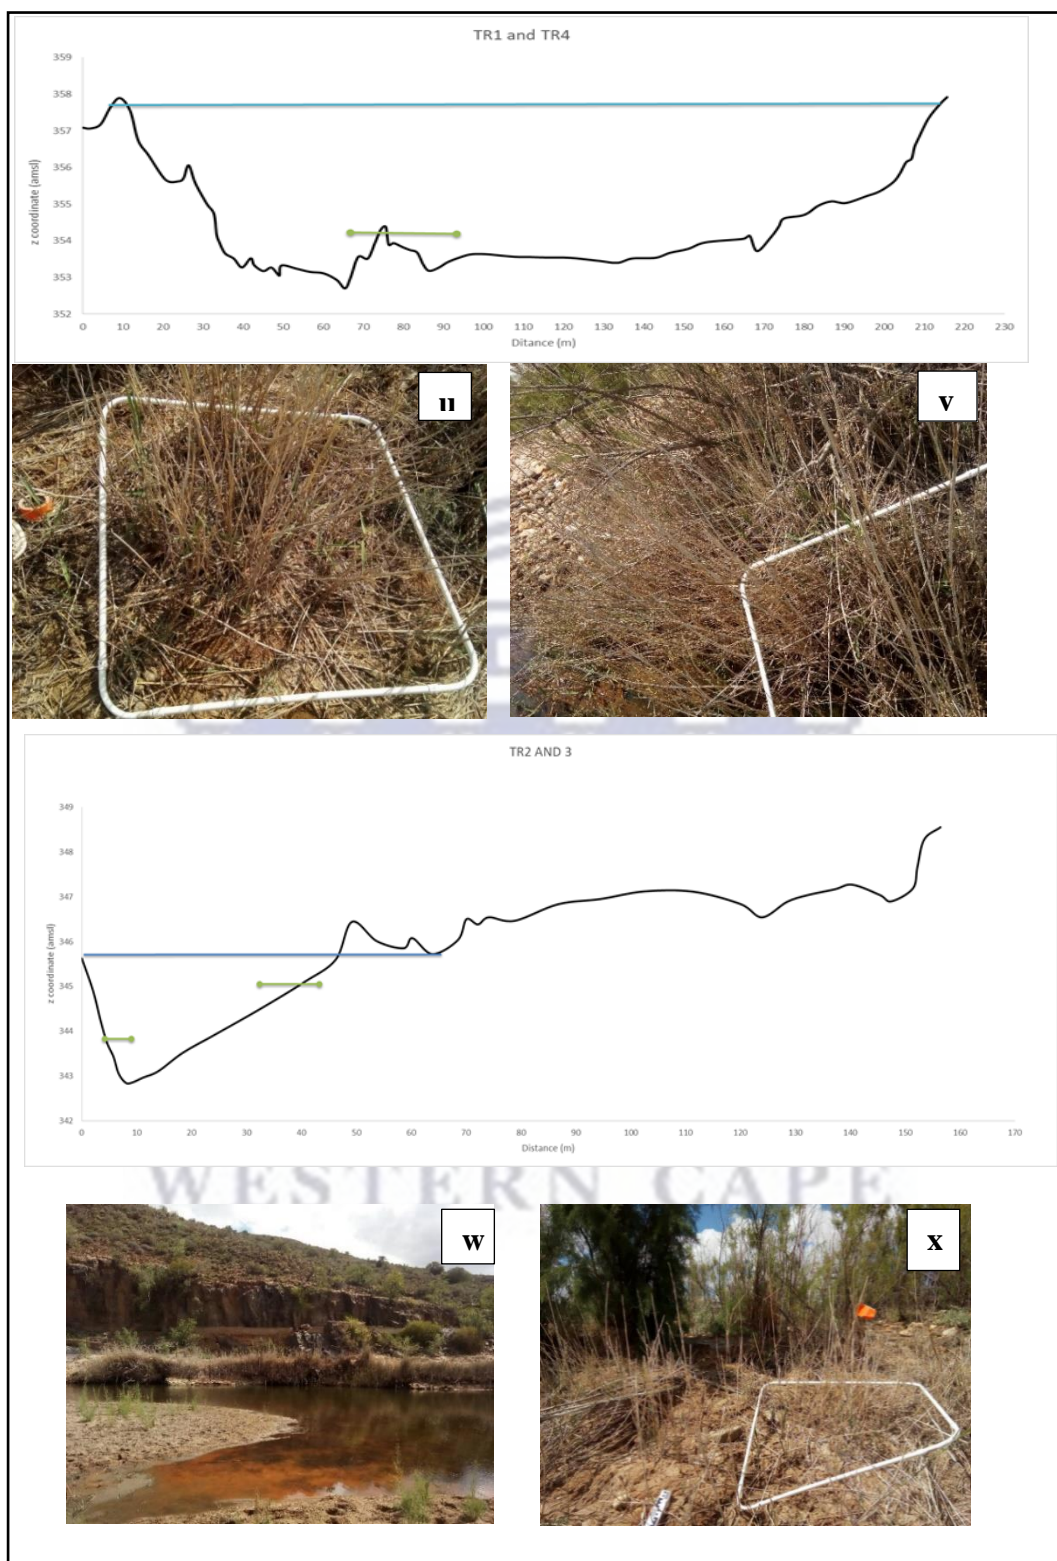 TR1 and TR4
359
358
357
356
355
354
353
352
z coordinate (amsl)
0 10 20 30 40 50 60 70 80 90 100 110 120 130 140 150 160 170 180 190 200 210 220 230
Ditance (m)
u v
TR2 AND 3
349
348
347
346
345
344
343
342
z coordinate (amsl)
0 10 20 30 40 50 60 70 80 90 100 110 120 130 140 150 160 170
Distance (m)
WESTERN CAPE
w x